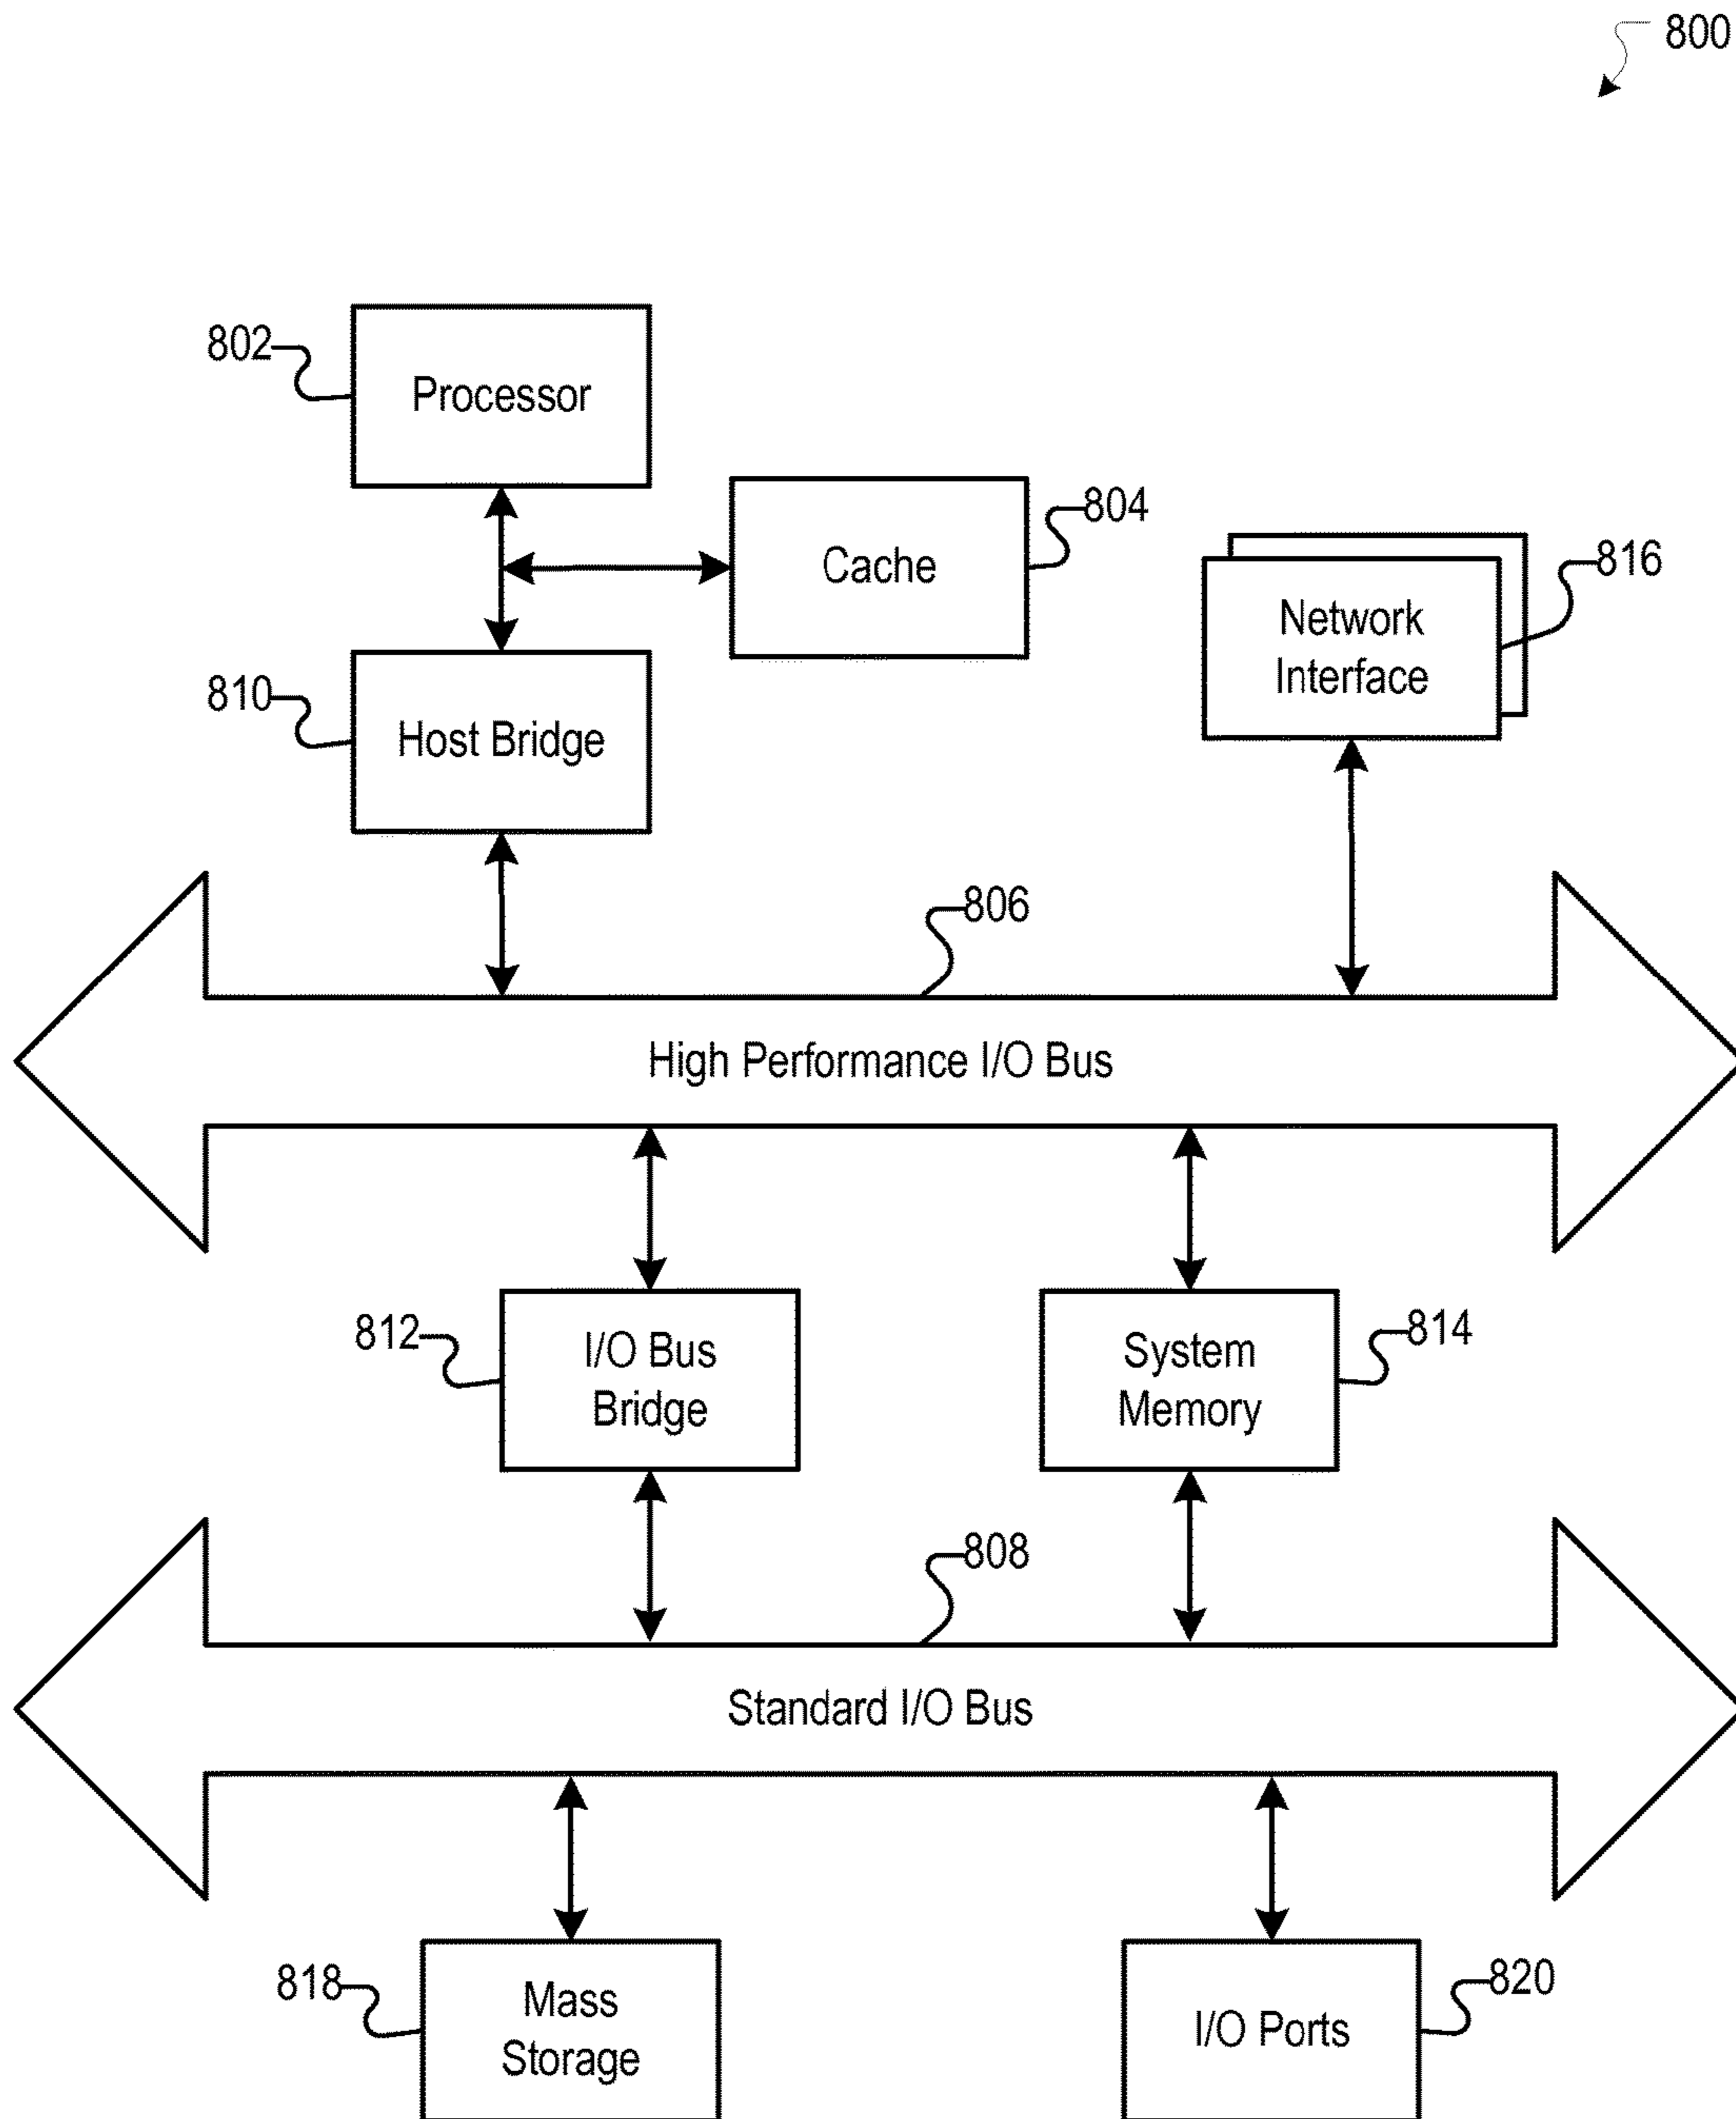 800
802
Processor
804
Cache
816
Network
Interface
810
Host Bridge
806
High Performance I/O Bus
812
I/O Bus
Bridge
814
System
Memory
808
Standard I/O Bus
818
Mass
Storage
820
I/O Ports